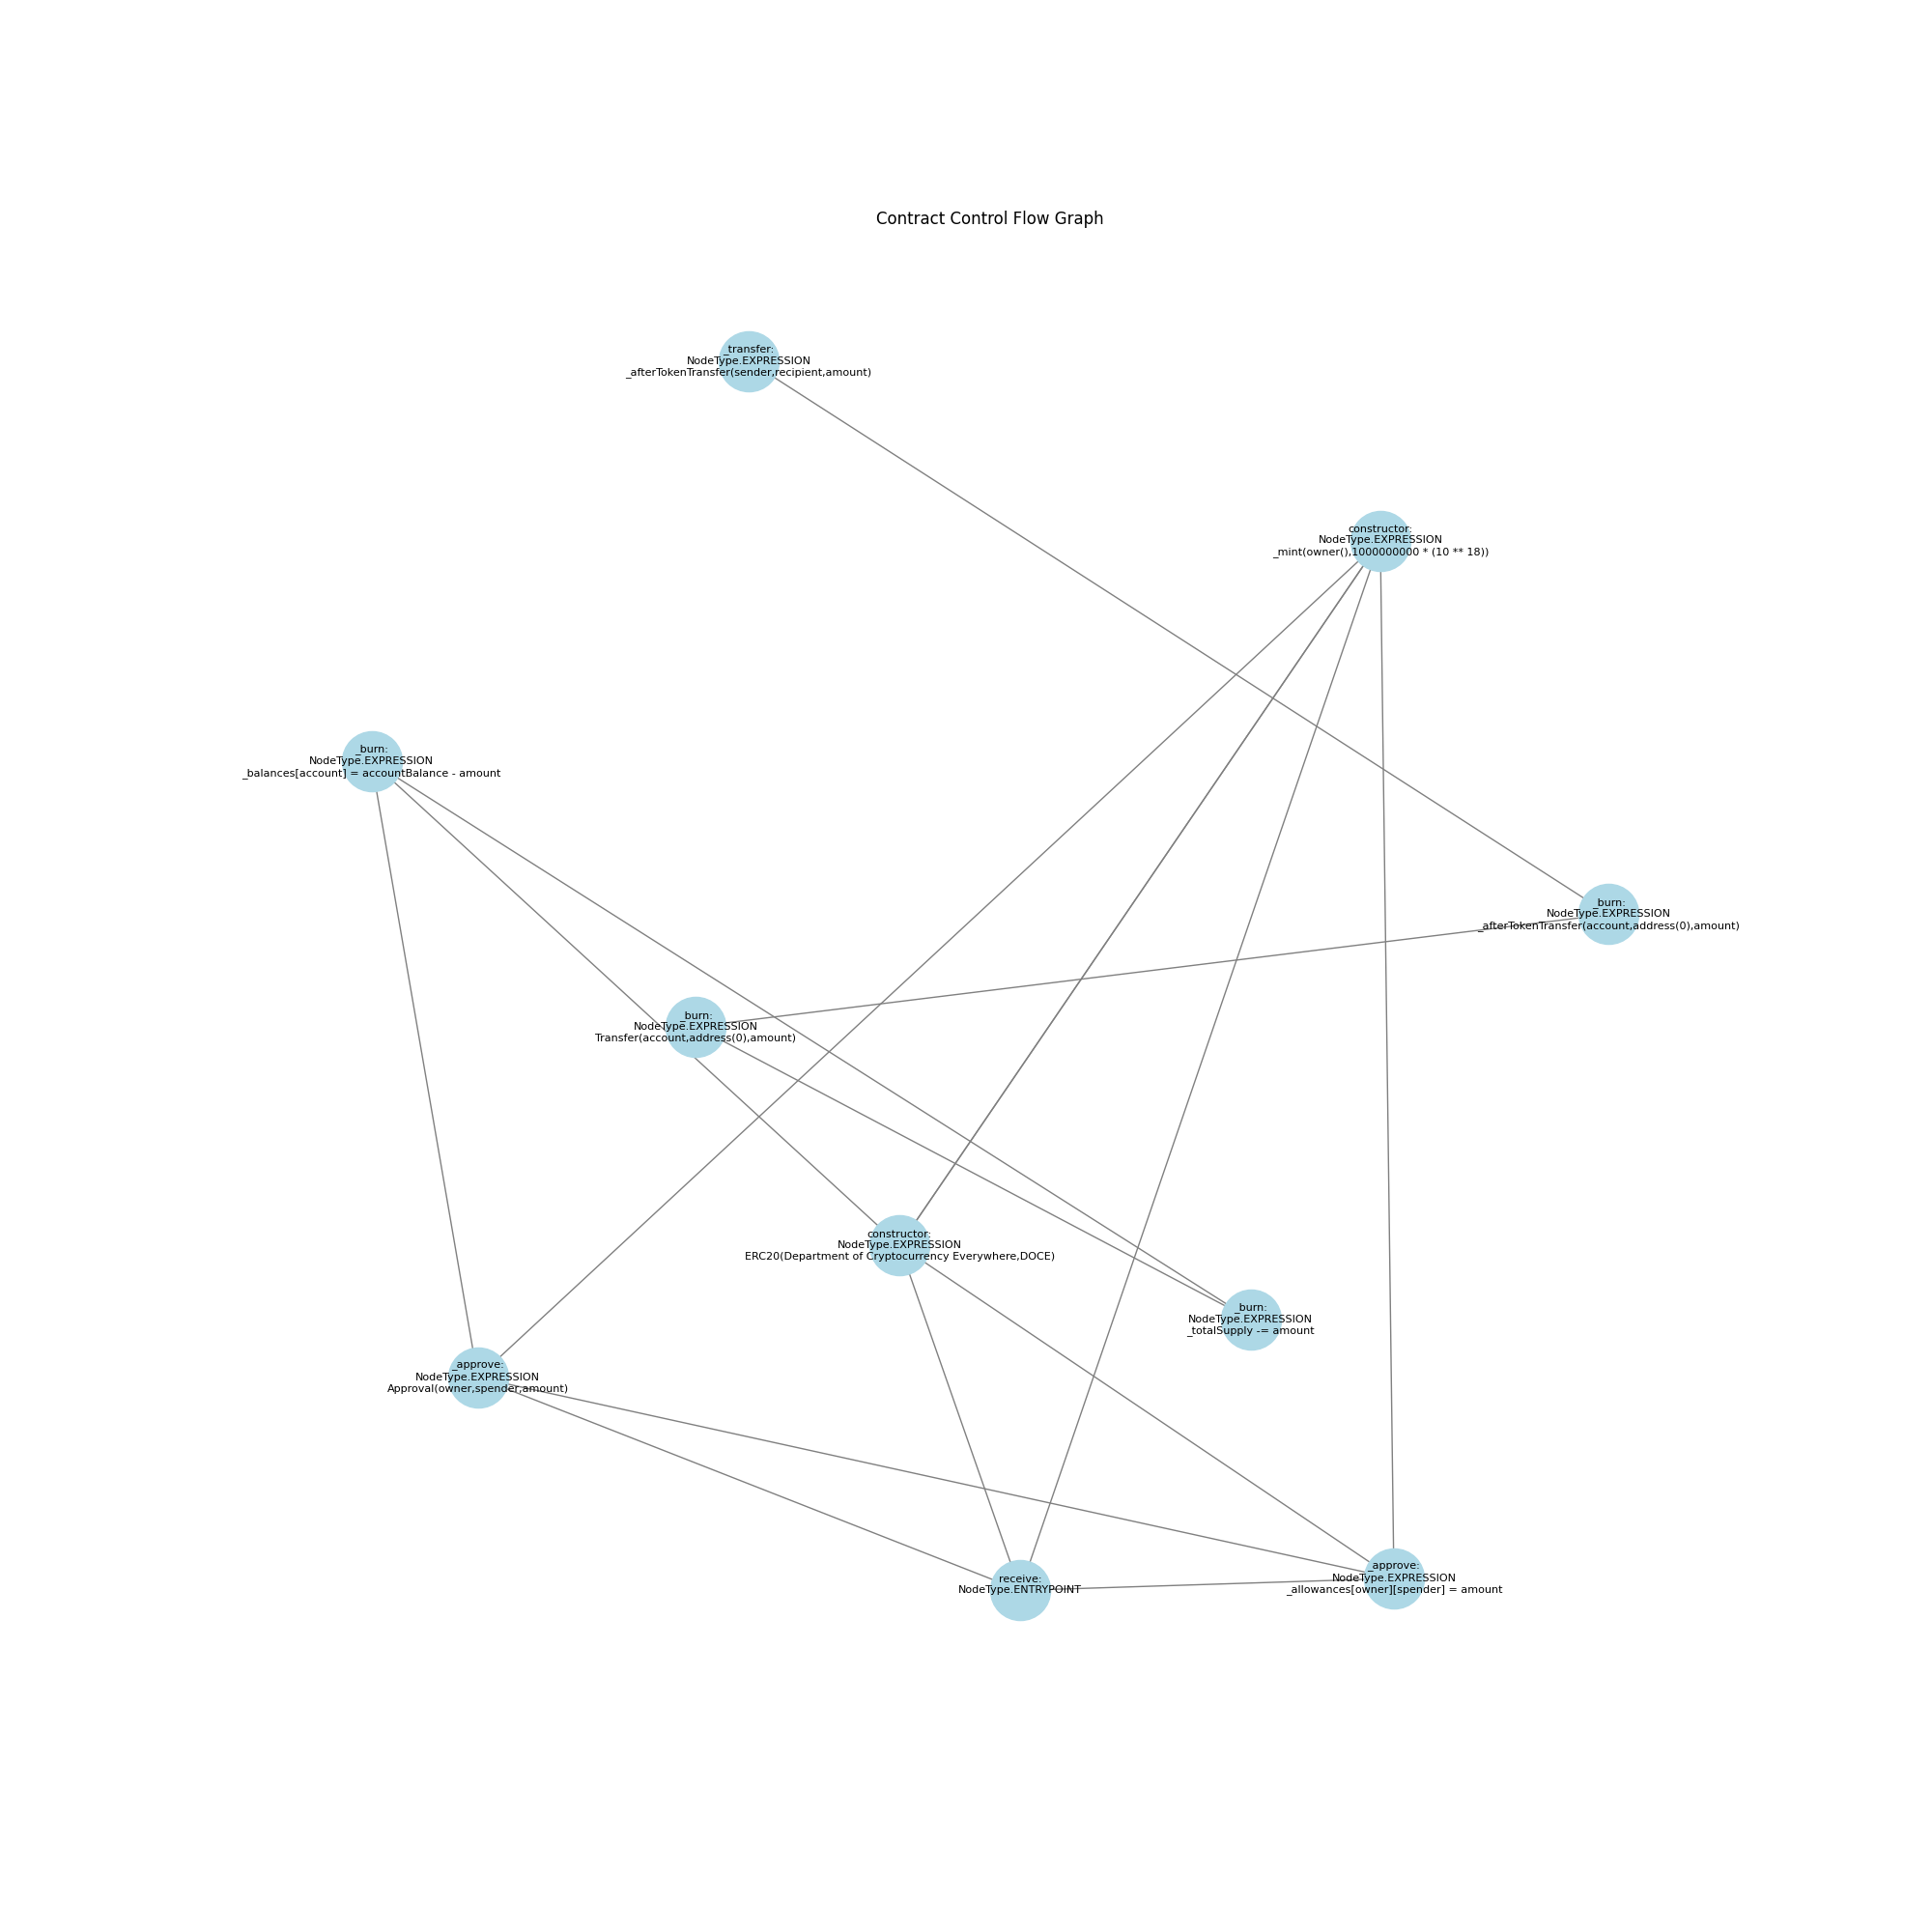 Contract Control Flow Graph
_transfer:
NodeType.EXPRESSION
_afterTokenTransfer(sender,recipient,amount)
constructor:
NodeType.EXPRESSION
_mint(owner(),1000000000 * (10 ** 18))
_burn:
NodeType.EXPRESSION
_balances[account] = accountBalance - amount
_burn:
NodeType.EXPRESSION
_afterTokenTransfer(account,address(0),amount)
_burn:
NodeType.EXPRESSION
Transfer(account,address(0),amount)
constructor:
NodeType.EXPRESSION
ERC20(Department of Cryptocurrency Everywhere,DOCE)
_burn:
NodeType.EXPRESSION
_totalSupply -= amount
_approve:
NodeType.EXPRESSION
Approval(owner,spender,amount)
receive:
NodeType.ENTRYPOINT
_approve:
NodeType.EXPRESSION
_allowances[owner][spender] = amount